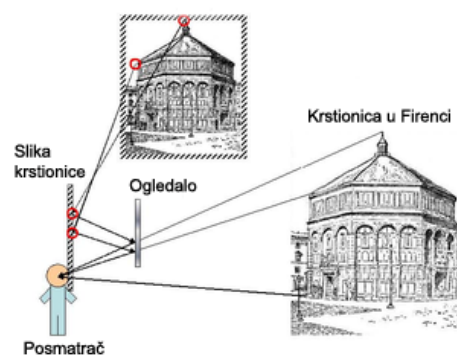 Krstionica u Firenci
Slika
krstionice
Ogledalo
Posmatrač